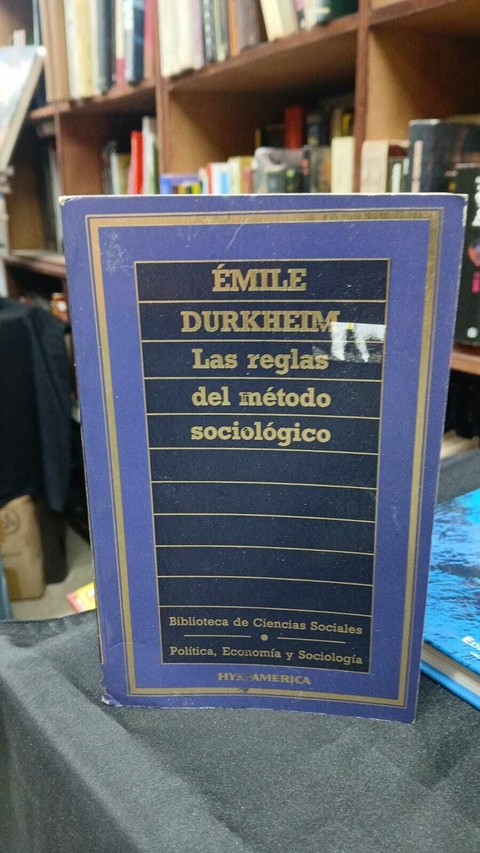 ÉMILE
DURKHEIM
Las reglas
del método
sociológico
Biblioteca de Ciencias Sociales
Política, Economía y Sociología
HYSPAMERICA